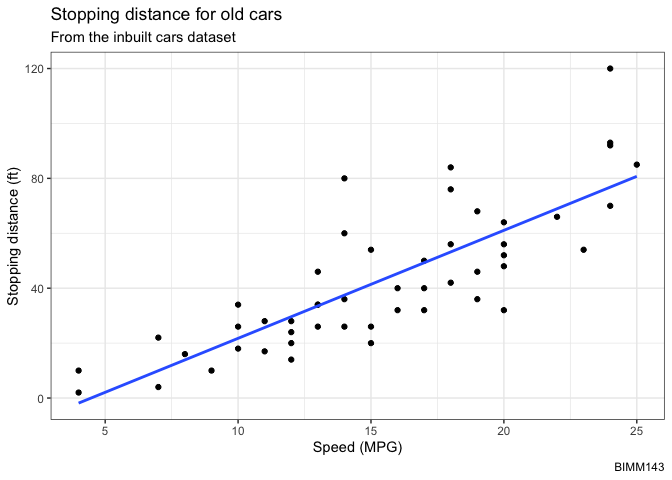 Stopping distance for old cars
From the inbuilt cars dataset
120
80
40
0
Stopping distance (ft)
5 10 15 20 25
Speed (MPG)
BIMM143